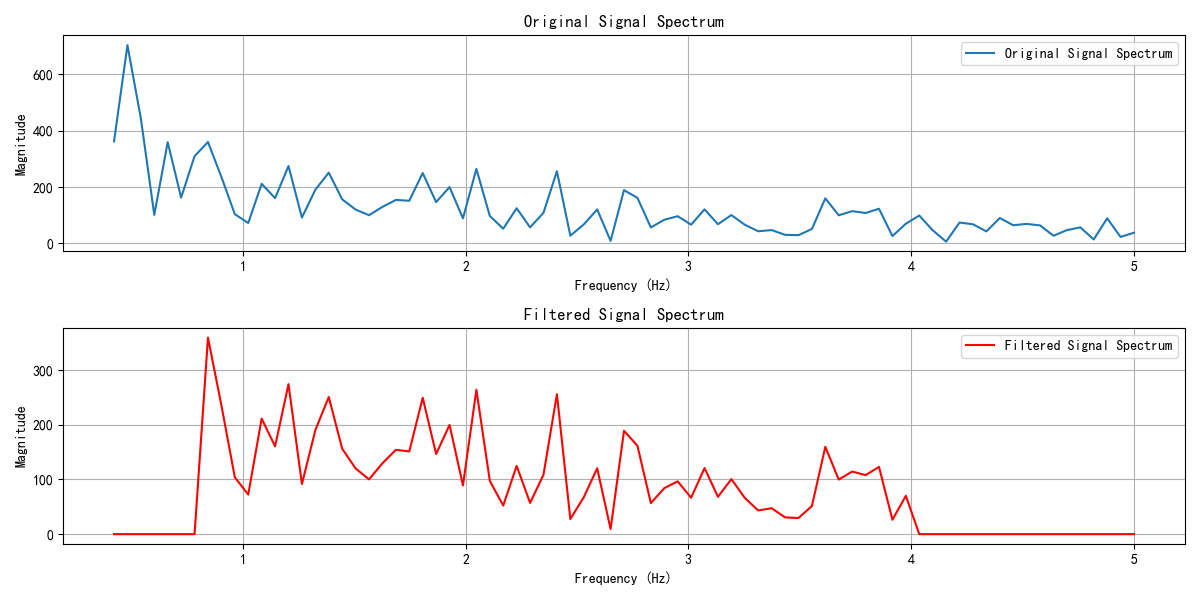 Original Signal Spectrum
Original Signal Spectrum
Magnitude
600
400
200
0
1 2 3 4 5
Frequency (Hz)
Filtered Signal Spectrum
Filtered Signal Spectrum
Magnitude
300
200
100
0
1 2 3 4 5
Frequency (Hz)